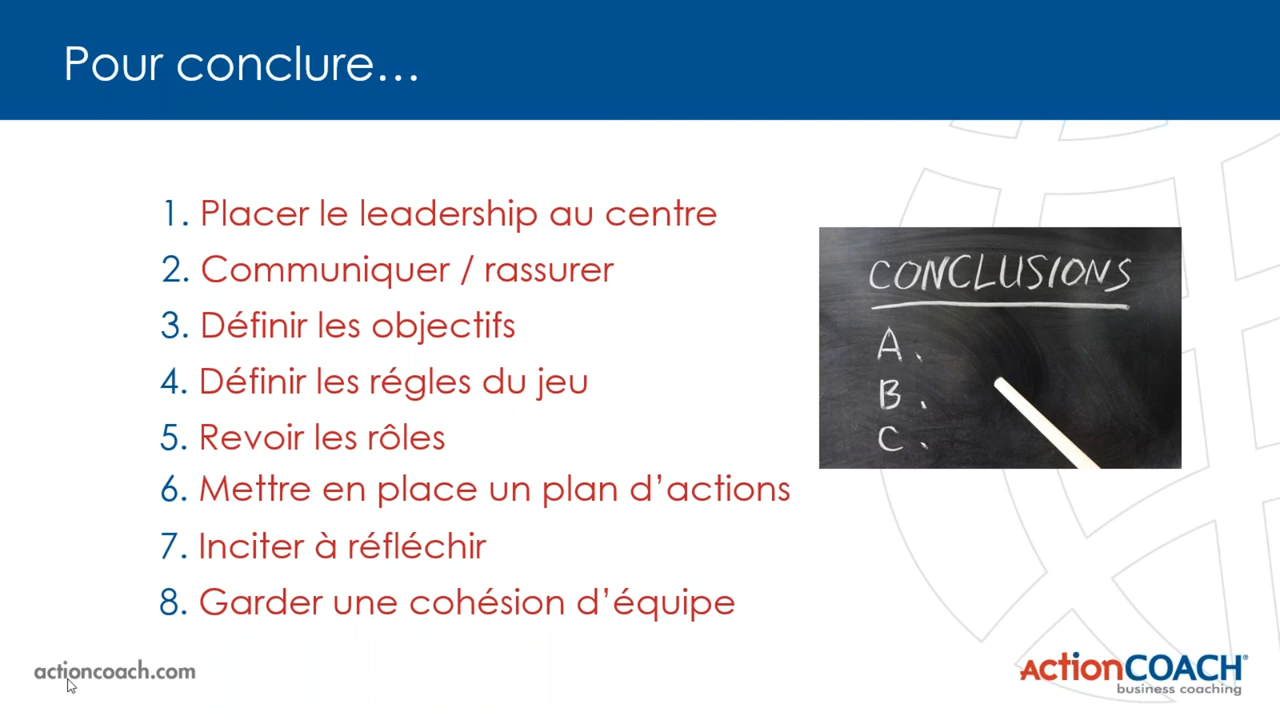 Pour conclure...
1. Placer le leadership au centre
2. Communiquer / rassurer
3. Définir les objectifs
4. Définir les régles du jeu
5. Revoir les rôles
6. Mettre en place un plan d'actions
7. Inciter à réfléchir
8. Garder une cohésion d'équipe
CONCLUSIONS
A.
B.
C.
actioncoach.com
ActionCOACH®
business coaching